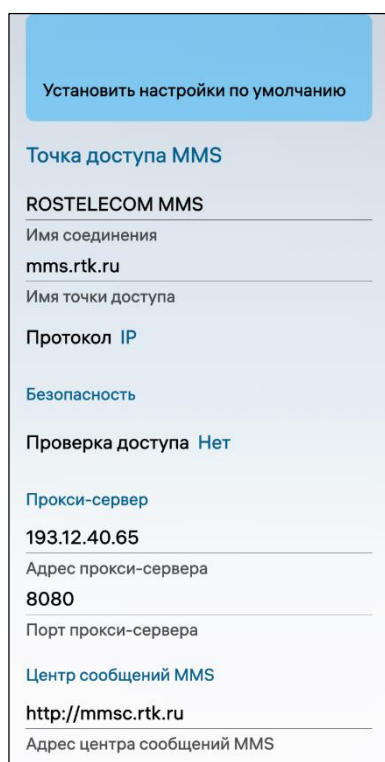 Установить настройки по умолчанию
Точка доступа MMS
ROSTELECOM MMS
Имя соединения
mms.rtk.ru
Имя точки доступа
Протокол IP
Безопасность
Проверка доступа Нет
Прокси-сервер
193.12.40.65
Адрес прокси-сервера
8080
Порт прокси-сервера
Центр сообщений MMS
http://mmsc.rtk.ru
Адрес центра сообщений MMS